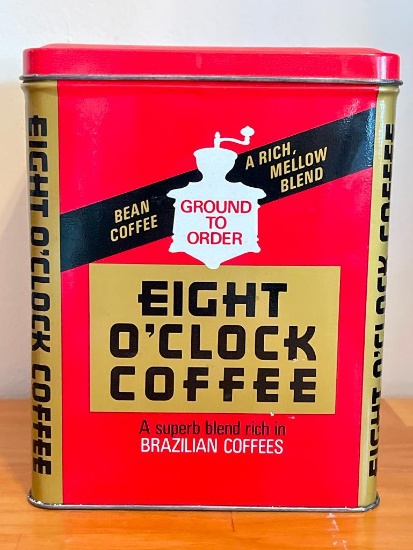 EIGHT O'CLOCK COFFEE
BEAN
COFFEE
A RICH,
MELLOW
BLEND
GROUND
TO
ORDER
EIGHT
O'CLOCK
COFFEE
A superb blend rich in
BRAZILIAN COFFEES
EIGHT O'CLOCK COFFEE